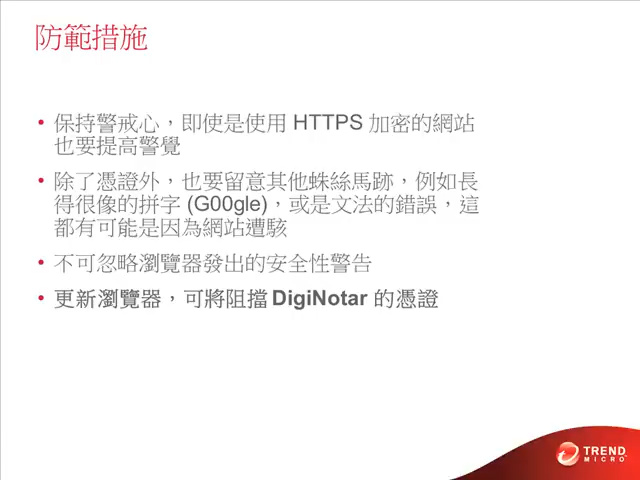 防範措施
• 保持警戒心，即使是使用 HTTPS 加密的網站
也要提高警覺
• 除了憑證外，也要留意其他蛛絲馬跡，例如長
得很像的拼字 (G00gle)，或是文法的錯誤，這
都有可能是因為網站遭駭
• 不可忽略瀏覽器發出的安全性警告
• 更新瀏覽器，可將阻擋 DigiNotar 的憑證
TREND
MICRO